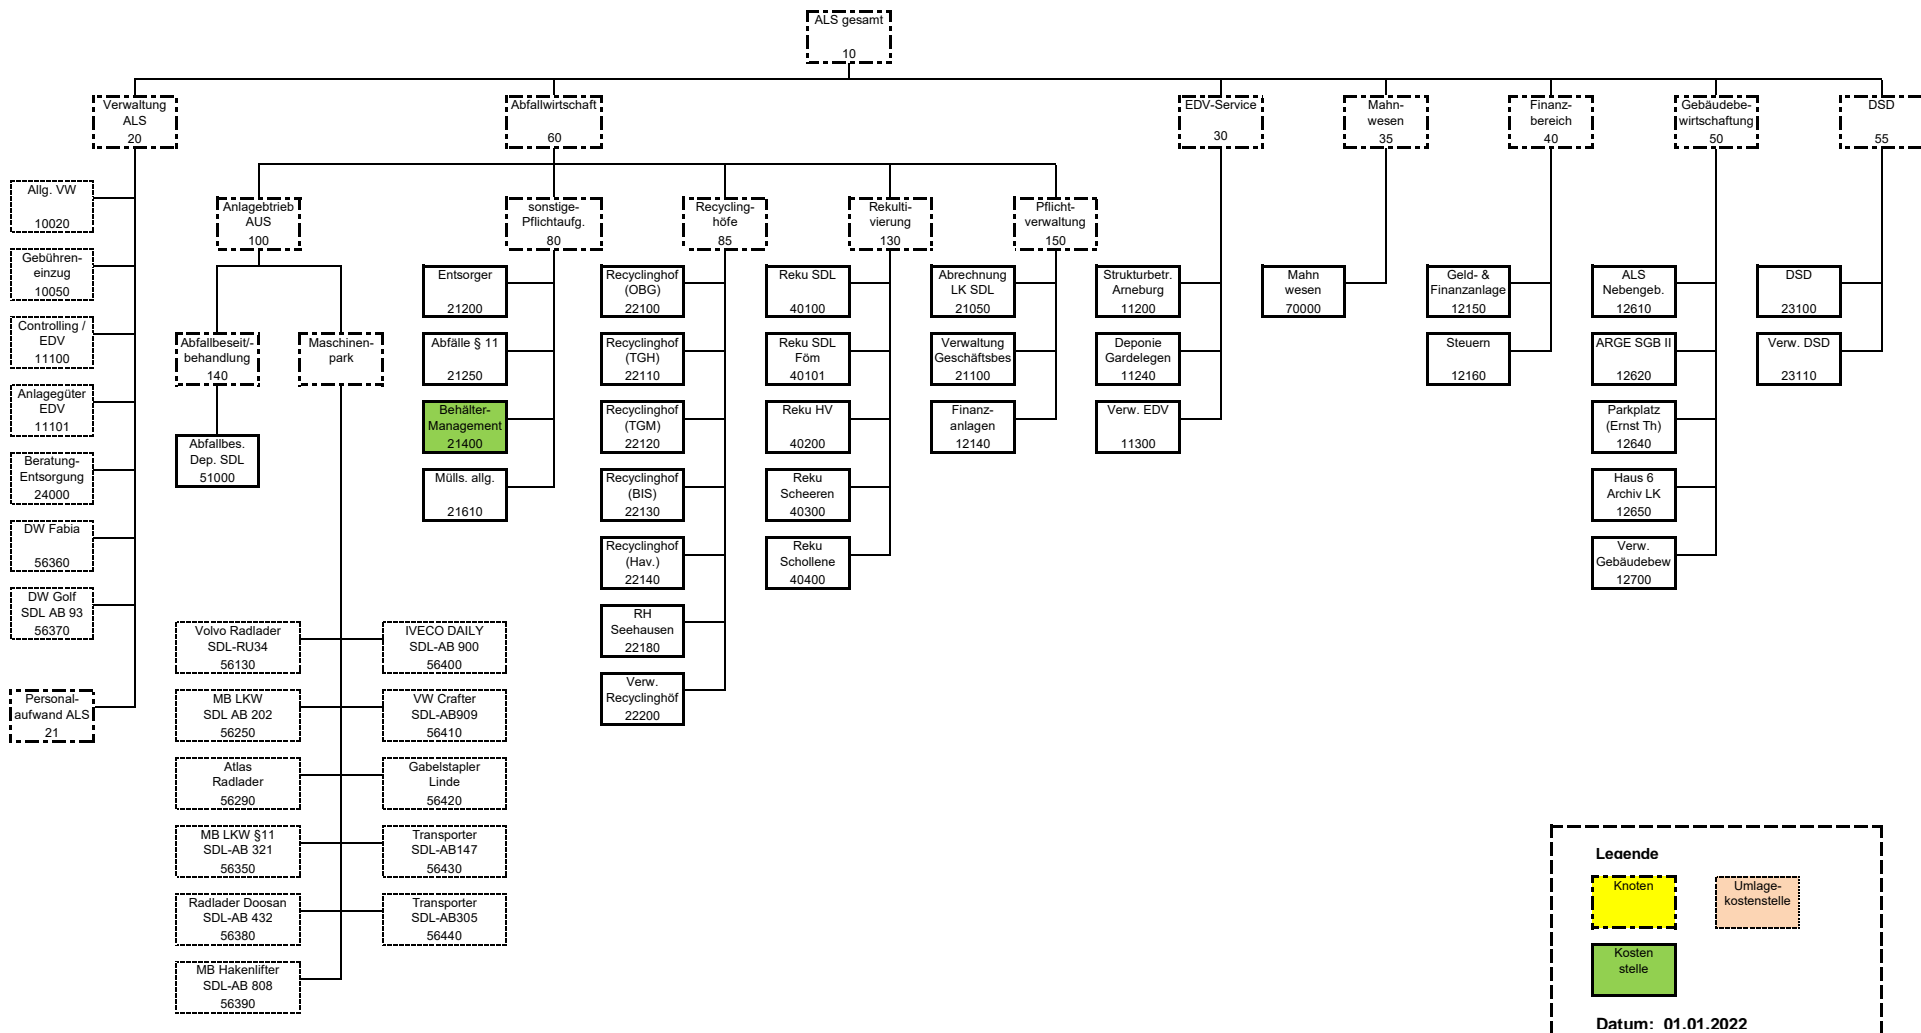 ALS gesamt
10
Verwaltung
ALS
20
Abfallwirtschaft
60
EDV-Service
30
Mahn-
wesen
35
Finanz-
bereich
40
Gebäudebe-
wirtschaftung
50
DSD
55
Allg. VW
10020
Gebühren-
einzug
10050
Controlling /
EDV
11100
Anlagegüter
EDV
11101
Beratung-
Entsorgung
24000
DW Fabia
56360
DW Golf
SDL AB 93
56370
Personal-
aufwand ALS
21
Anlagebtrieb
AUS
100
sonstige-
Pflichtaufg.
80
Recycling-
höfe
85
Rekulti-
vierung
130
Pflicht-
verwaltung
150
Abfallbeseit/-
behandlung
140
Maschinen-
park
Abfallbes.
Dep. SDL
51000
Volvo Radlader
SDL-RU34
56130
MB LKW
SDL AB 202
56250
Atlas
Radlader
56290
MB LKW §11
SDL-AB 321
56350
Radlader Doosan
SDL-AB 432
56380
MB Hakenlifter
SDL-AB 808
56390
IVECO DAILY
SDL-AB 900
56400
VW Crafter
SDL-AB909
56410
Gabelstapler
Linde
56420
Transporter
SDL-AB147
56430
Transporter
SDL-AB305
56440
Entsorger
21200
Abfälle § 11
21250
Behälter-
Management
21400
Mülls. allg.
21610
Recyclinghof
(OBG)
22100
Recyclinghof
(TGH)
22110
Recyclinghof
(TGM)
22120
Recyclinghof
(BIS)
22130
Recyclinghof
(Hav.)
22140
RH
Seehausen
22180
Verw.
Recyclinghöf
22200
Reku SDL
40100
Reku SDL
Föm
40101
Reku HV
40200
Reku
Scheeren
40300
Reku
Schollene
40400
Abrechnung
LK SDL
21050
Verwaltung
Geschäftsbes
21100
Finanz-
anlagen
12140
Strukturbetr.
Arneburg
11200
Deponie
Gardelegen
11240
Verw. EDV
11300
Mahn
wesen
70000
Geld- &
Finanzanlage
12150
Steuern
12160
ALS
Nebengeb.
12610
ARGE SGB II
12620
Parkplatz
(Ernst Th)
12640
Haus 6
Archiv LK
12650
Verw.
Gebäudebew
12700
DSD
23100
Verw. DSD
23110
Legende
Knoten
Umlage-
kostenstelle
Kosten
stelle
Datum: 01.01.2022